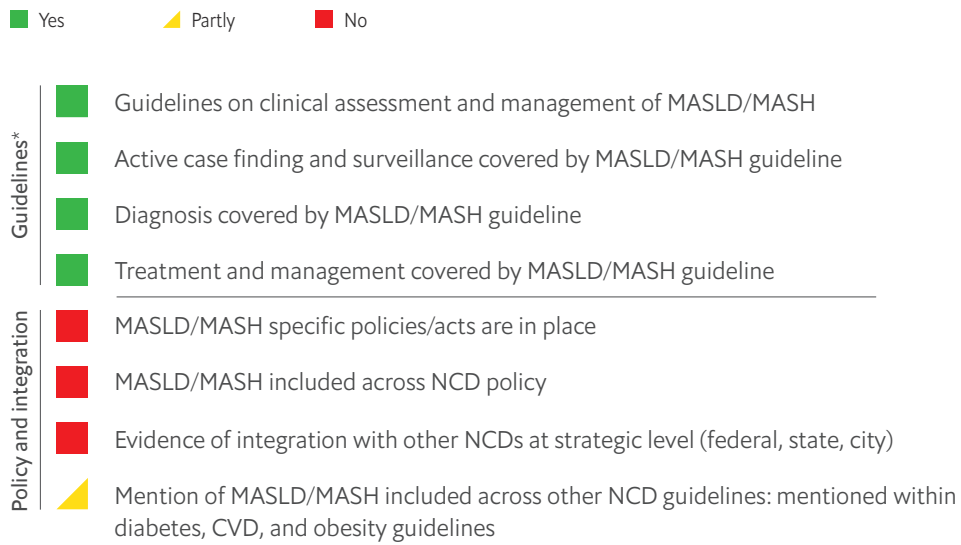 Yes
Partly
No
Guidelines*
Guidelines on clinical assessment and management of MASLD/MASH
Active case finding and surveillance covered by MASLD/MASH guideline
Diagnosis covered by MASLD/MASH guideline
Treatment and management covered by MASLD/MASH guideline
Policy and integration
MASLD/MASH specific policies/acts are in place
MASLD/MASH included across NCD policy
Evidence of integration with other NCDs at strategic level (federal, state, city)
Mention of MASLD/MASH included across other NCD guidelines: mentioned within
diabetes, CVD, and obesity guidelines